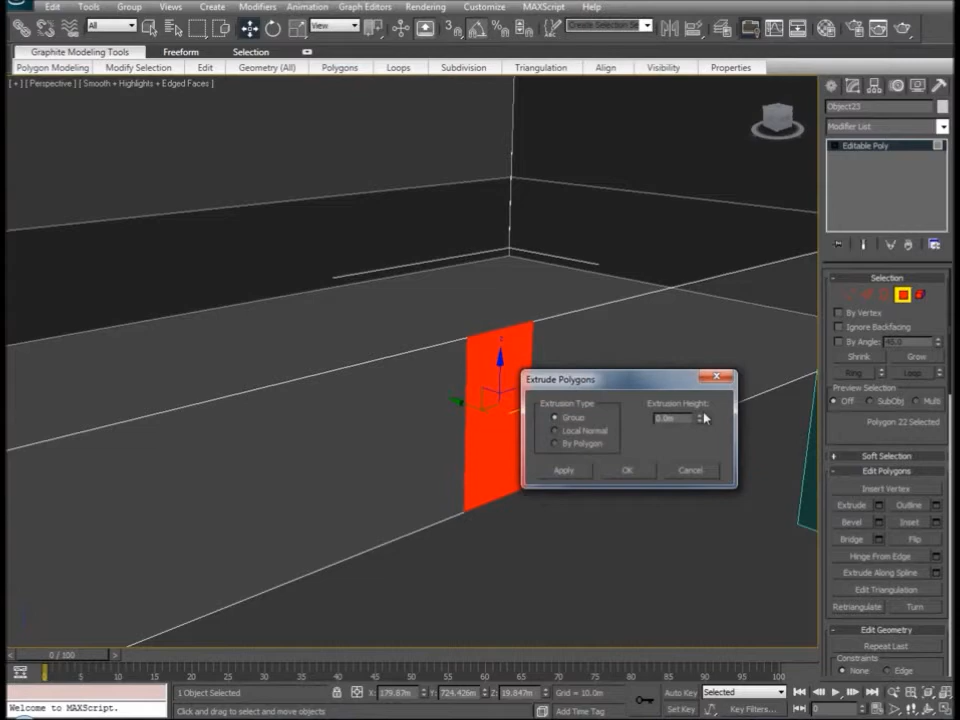 Edit Tools Group Views Create Modifiers Animation Graph Editors Rendering Customize MAXScript Help
All View Create Selection Se
Graphite Modeling Tools Freeform Selection
Polygon Modeling Modify Selection Edit Geometry (All) Polygons Loops Subdivision Triangulation Align Visibility Properties
[ + ] [ Perspective ] [ Smooth + Highlights + Edged Faces ]
Object23
Modifier List
Editable Poly
Selection
By Vertex
Ignore Backfacing
By Angle: 45.0
Shrink Grow
Ring Loop
Preview Selection
Off SubObj Multi
Polygon 22 Selected
Soft Selection
Edit Polygons
Insert Vertex
Extrude Outline
Bevel Inset
Bridge Flip
Hinge From Edge
Extrude Along Spline
Edit Triangulation
Retriangulate Turn
Edit Geometry
Repeat Last
Constraints
None Edge
Extrude Polygons
Extrusion Type Extrusion Height:
Group 0.0m
Local Normal
By Polygon
Apply OK Cancel
0 / 100
0 5 10 15 20 25 30 35 40 45 50 55 60 65 70 75 80 85 90 95 100
1 Object Selected X: 179.87m Y: 724.426m Z: 19.847m Grid = 10.0m Auto Key Selected
Welcome to MAXScript. Click and drag to select and move objects Add Time Tag Set Key Key Filters... 0